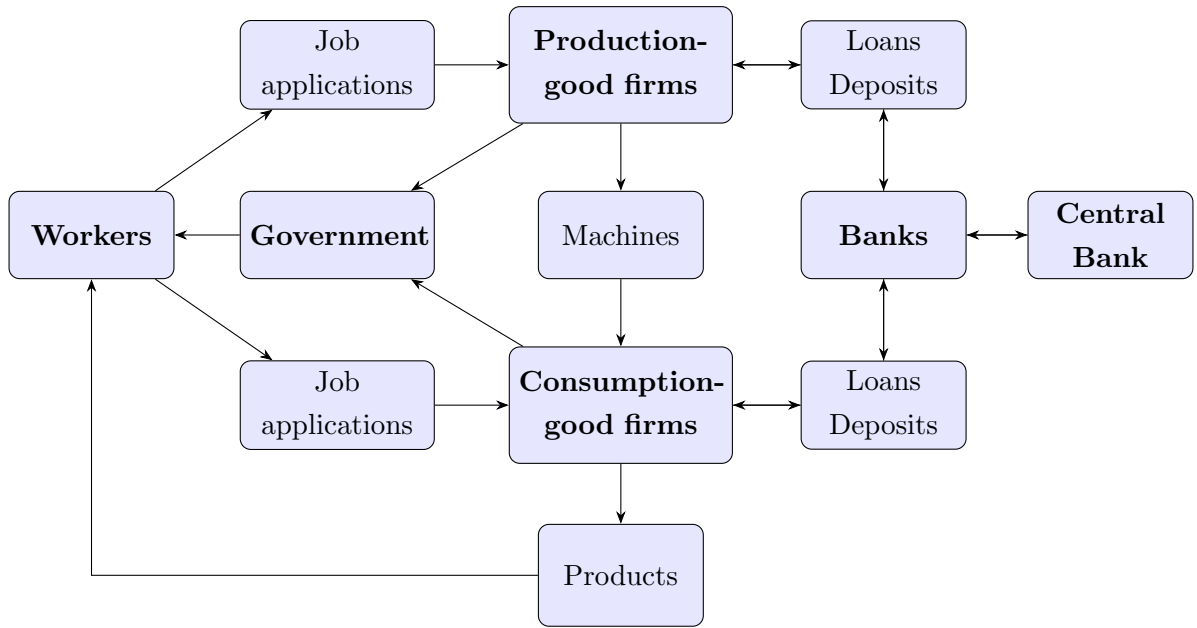 Job
applications
Production-
good firms
Loans
Deposits
Workers
Government
Machines
Banks
Central
Bank
Job
applications
Consumption-
good firms
Loans
Deposits
Products